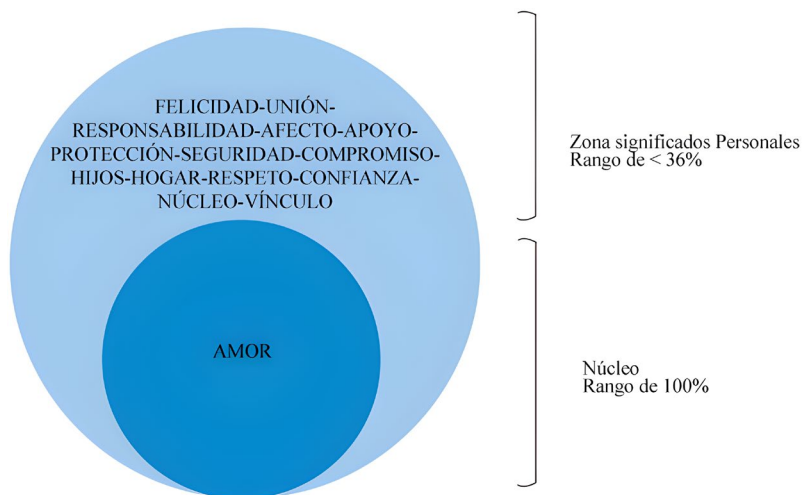 FELICIDAD-UNIÓN-
RESPONSABILIDAD-AFECTO-APOYO-
PROTECCIÓN-SEGURIDAD-COMPROMISO-
HIJOS-HOGAR-RESPETO-CONFIANZA-
NÚCLEO-VÍNCULO
Zona significados Personales
Rango de < 36%
AMOR
Núcleo
Rango de 100%